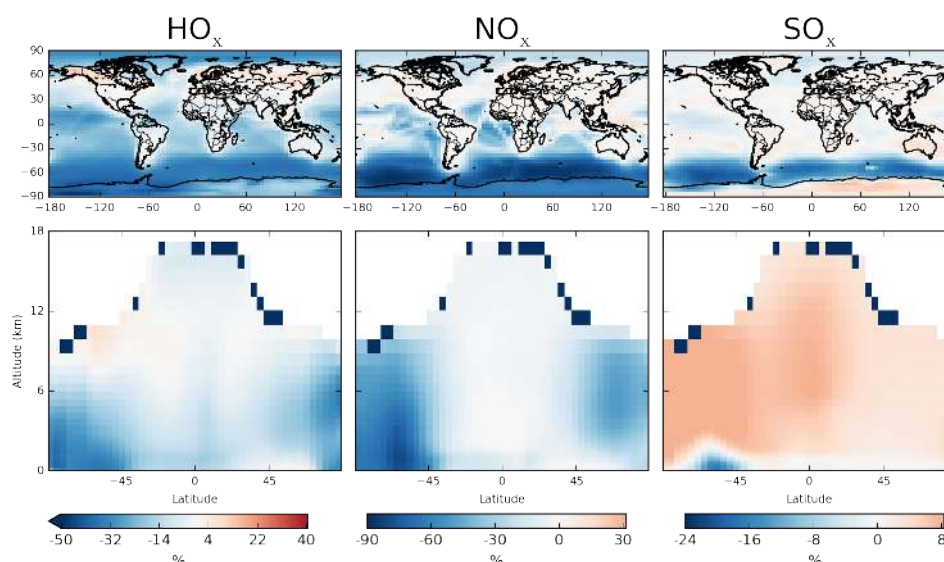 HOx NOx SOx
90
60
30
0
−30
−60
−90
−180 −120 −60 0 60 120 −180 −120 −60 0 60 120 −180 −120 −60 0 60 120
18
12
6
0
Altitude (km)
−45 0 45 −45 0 45 −45 0 45
Latitude Latitude Latitude
−50 −32 −14 4 22 40 −90 −60 −30 0 30 −24 −16 −8 0 8
% % %